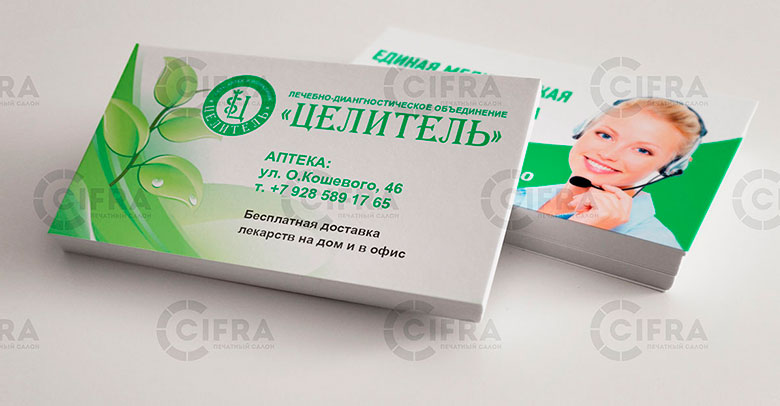 ЛЕЧЕБНО-ДИАНГНОСТИЧЕСКОЕ ОБЪЕДИНЕНИЕ
«ЦЕЛИТЕЛЬ»
ЦЕЛИТЕЛЬ
АПТЕКА:
ул. О.Кошевого, 46
т. +7 928 589 17 65
Бесплатная доставка
лекарств на дом и в офис
ЕДИНАЯ
CIFRA
ПЕЧАТНЫЙ САЛОН